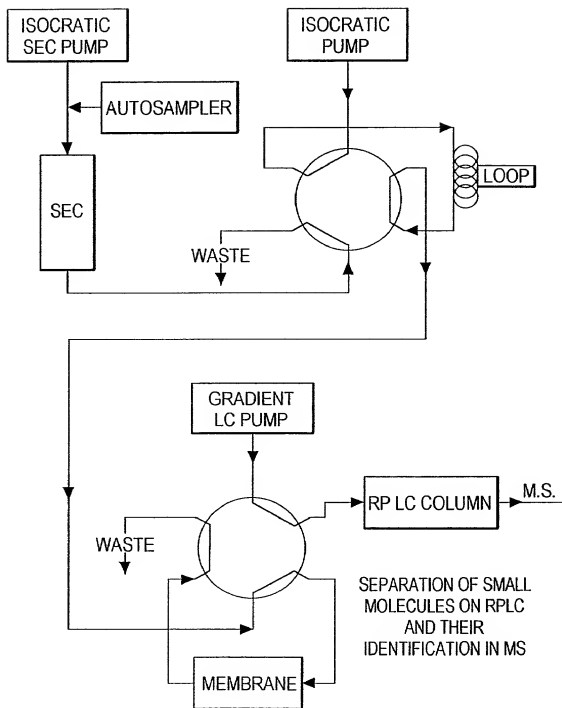 ISOCRATIC
SEC PUMP
ISOCRATIC
PUMP
AUTOSAMPLER
SEC
LOOP
WASTE
GRADIENT
LC PUMP
RP LC COLUMN
M.S.
WASTE
SEPARATION OF SMALL
MOLECULES ON RPLC
AND THEIR
IDENTIFICATION IN MS
MEMBRANE